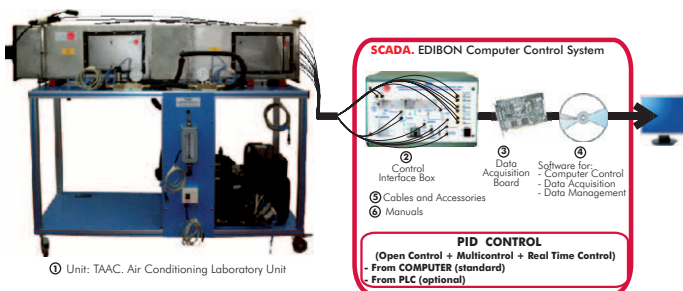 SCADA. EDIBON Computer Control System
② Control Interface Box
③ Data Acquisition Board
④ Software for:
- Computer Control
- Data Acquisition
- Data Management
⑤ Cables and Accessories
⑥ Manuals
PID CONTROL
(Open Control + Multicontrol + Real Time Control)
- From COMPUTER (standard)
- From PLC (optional)
① Unit: TAAC. Air Conditioning Laboratory Unit